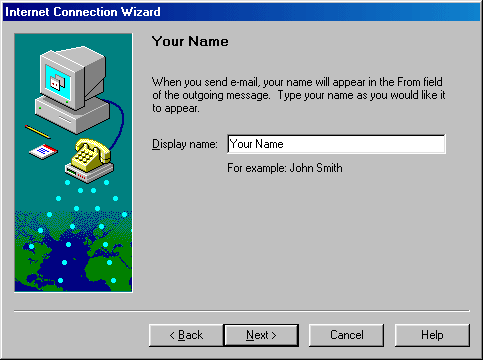 Internet Connection Wizard
Your Name
When you send e-mail, your name will appear in the From field
of the outgoing message.  Type your name as you would like it
to appear.
Display name: Your Name
For example: John Smith
< Back Next > Cancel Help